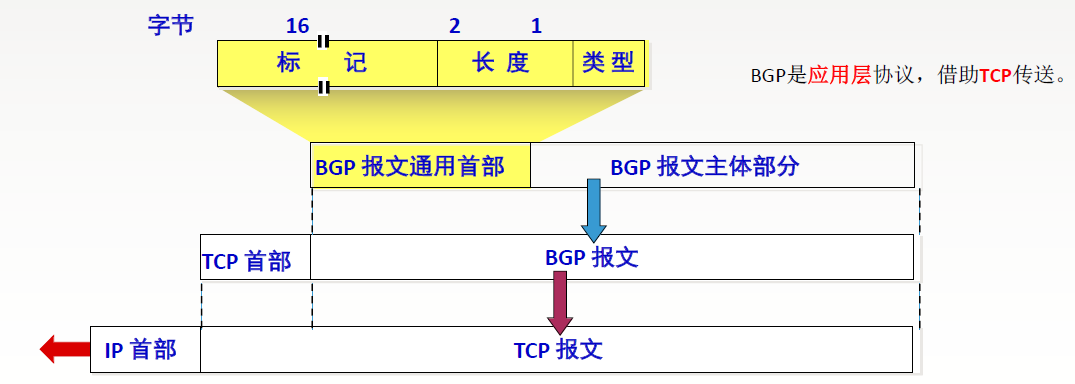 字节 16 2 1
标 记 长 度 类 型
BGP是应用层协议，借助TCP传送。
BGP 报文通用首部 BGP 报文主体部分
TCP 首部 BGP 报文
IP 首部 TCP 报文